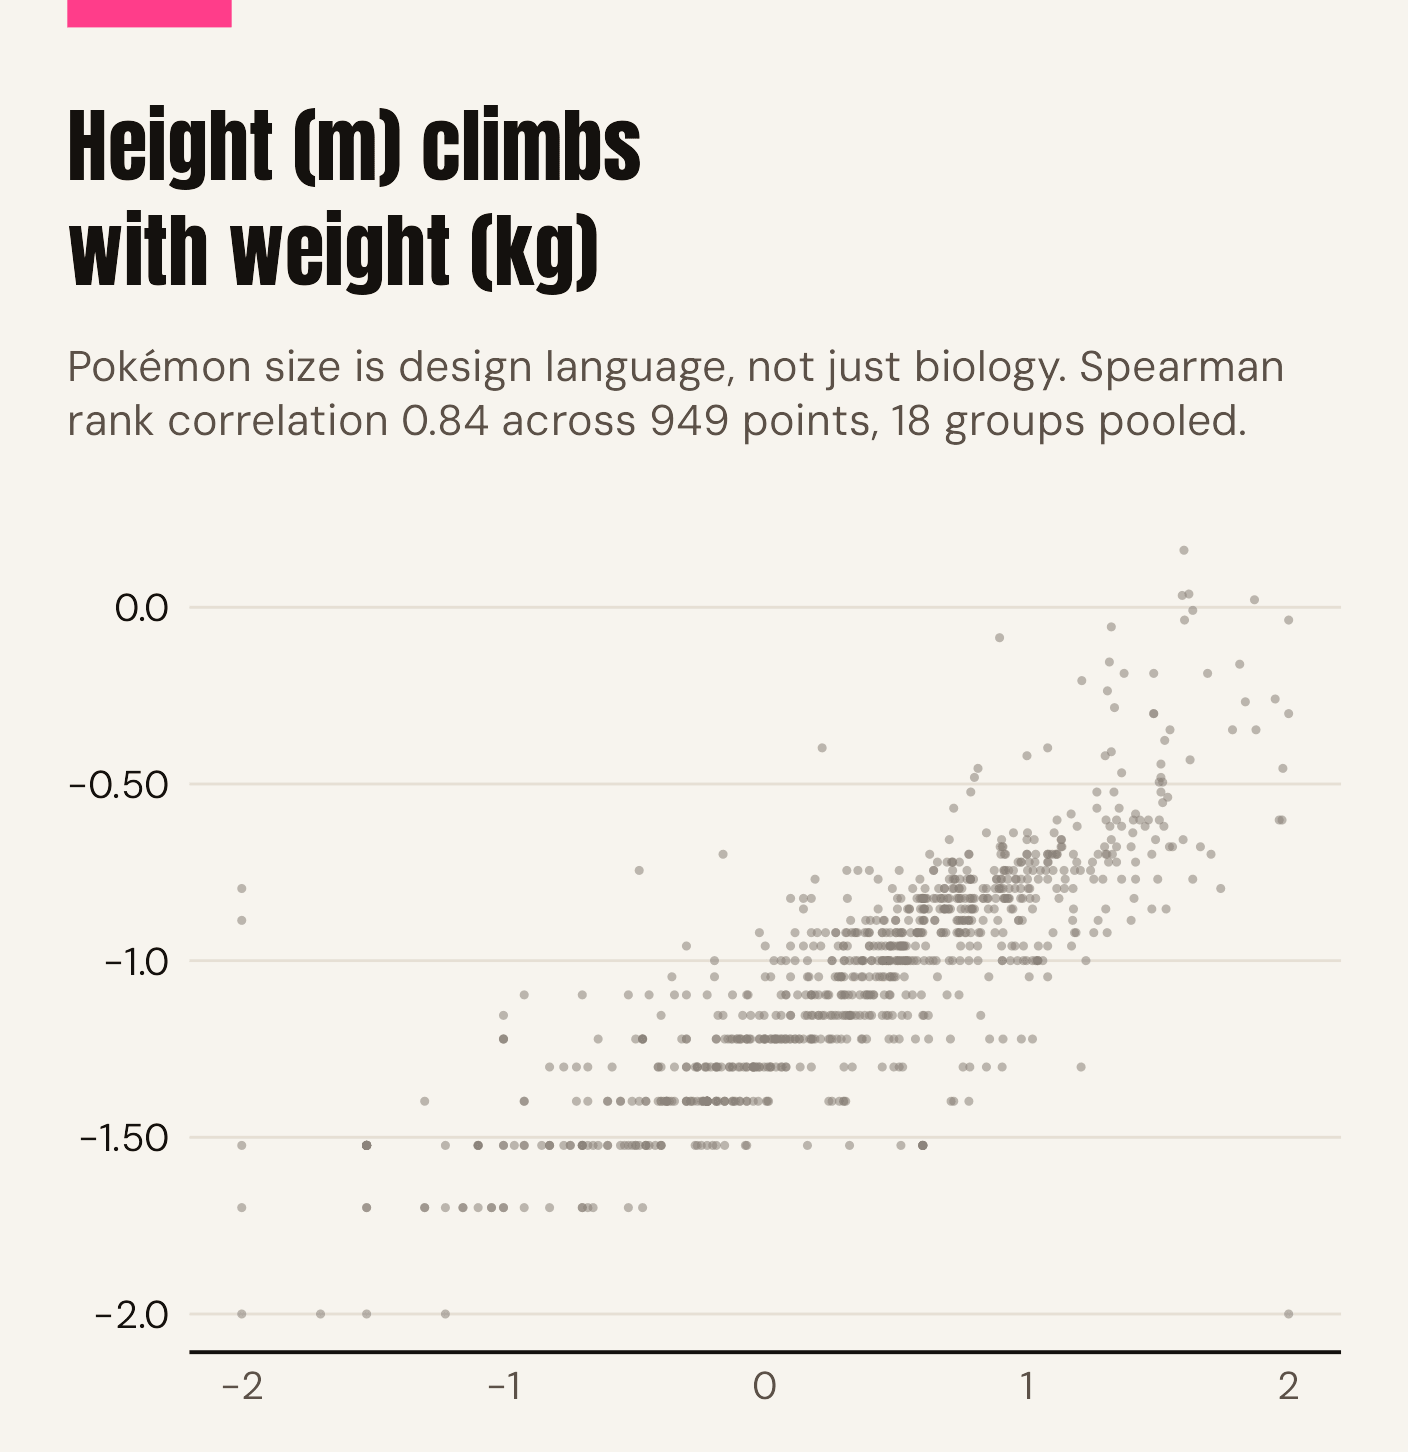 Height (m) climbs
with weight (kg)
Pokémon size is design language, not just biology. Spearman
rank correlation 0.84 across 949 points, 18 groups pooled.
0.0
−0.50
−1.0
−1.50
−2.0
−2 −1 0 1 2